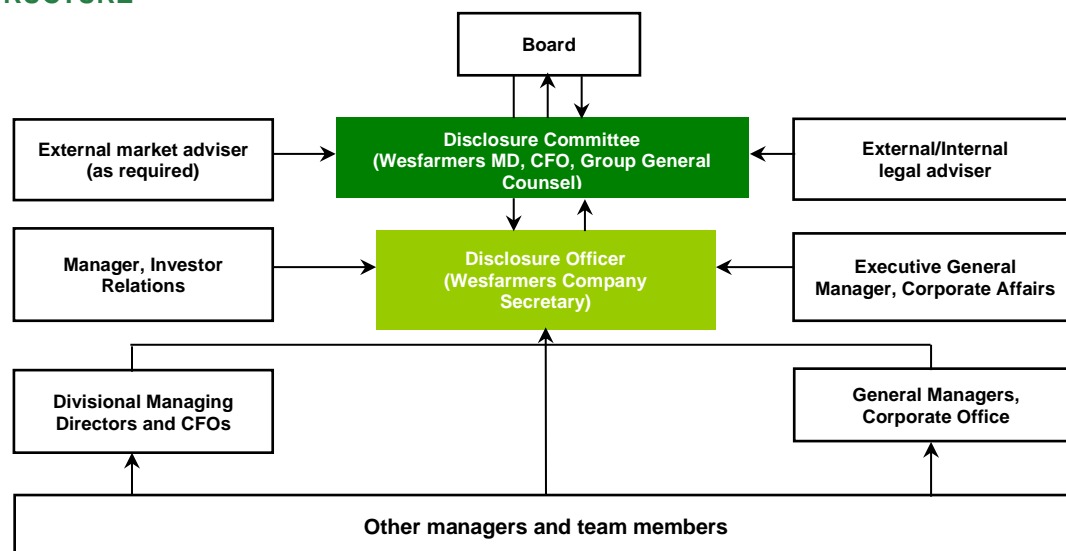 Board
External market adviser
(as required)
Disclosure Committee
(Wesfarmers MD, CFO, Group General
Counsel)
External/Internal
legal adviser
Manager, Investor
Relations
Disclosure Officer
(Wesfarmers Company
Secretary)
Executive General
Manager, Corporate Affairs
Divisional Managing
Directors and CFOs
General Managers,
Corporate Office
Other managers and team members